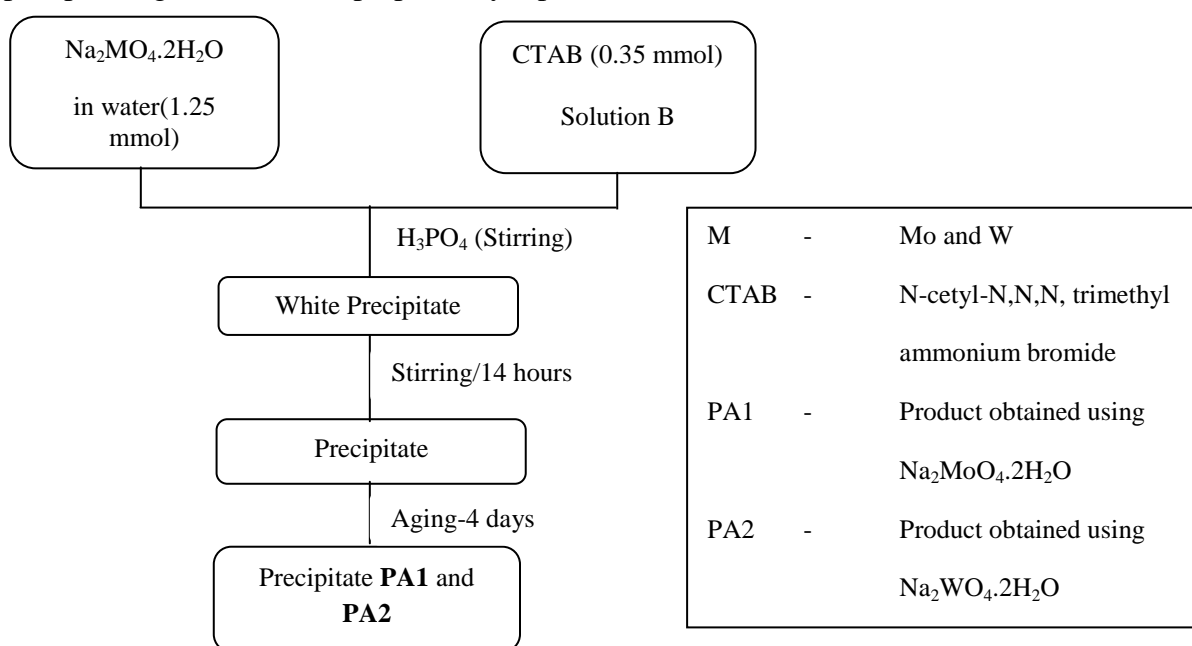 Na₂MO₄.2H₂O
in water(1.25
mmol)
CTAB (0.35 mmol)
Solution B
H₃PO₄ (Stirring)
White Precipitate
Stirring/14 hours
Precipitate
Aging-4 days
Precipitate PA1 and
PA2
M - Mo and W
CTAB - N-cetyl-N,N,N, trimethyl
ammonium bromide
PA1 - Product obtained using
Na₂MoO₄.2H₂O
PA2 - Product obtained using
Na₂WO₄.2H₂O